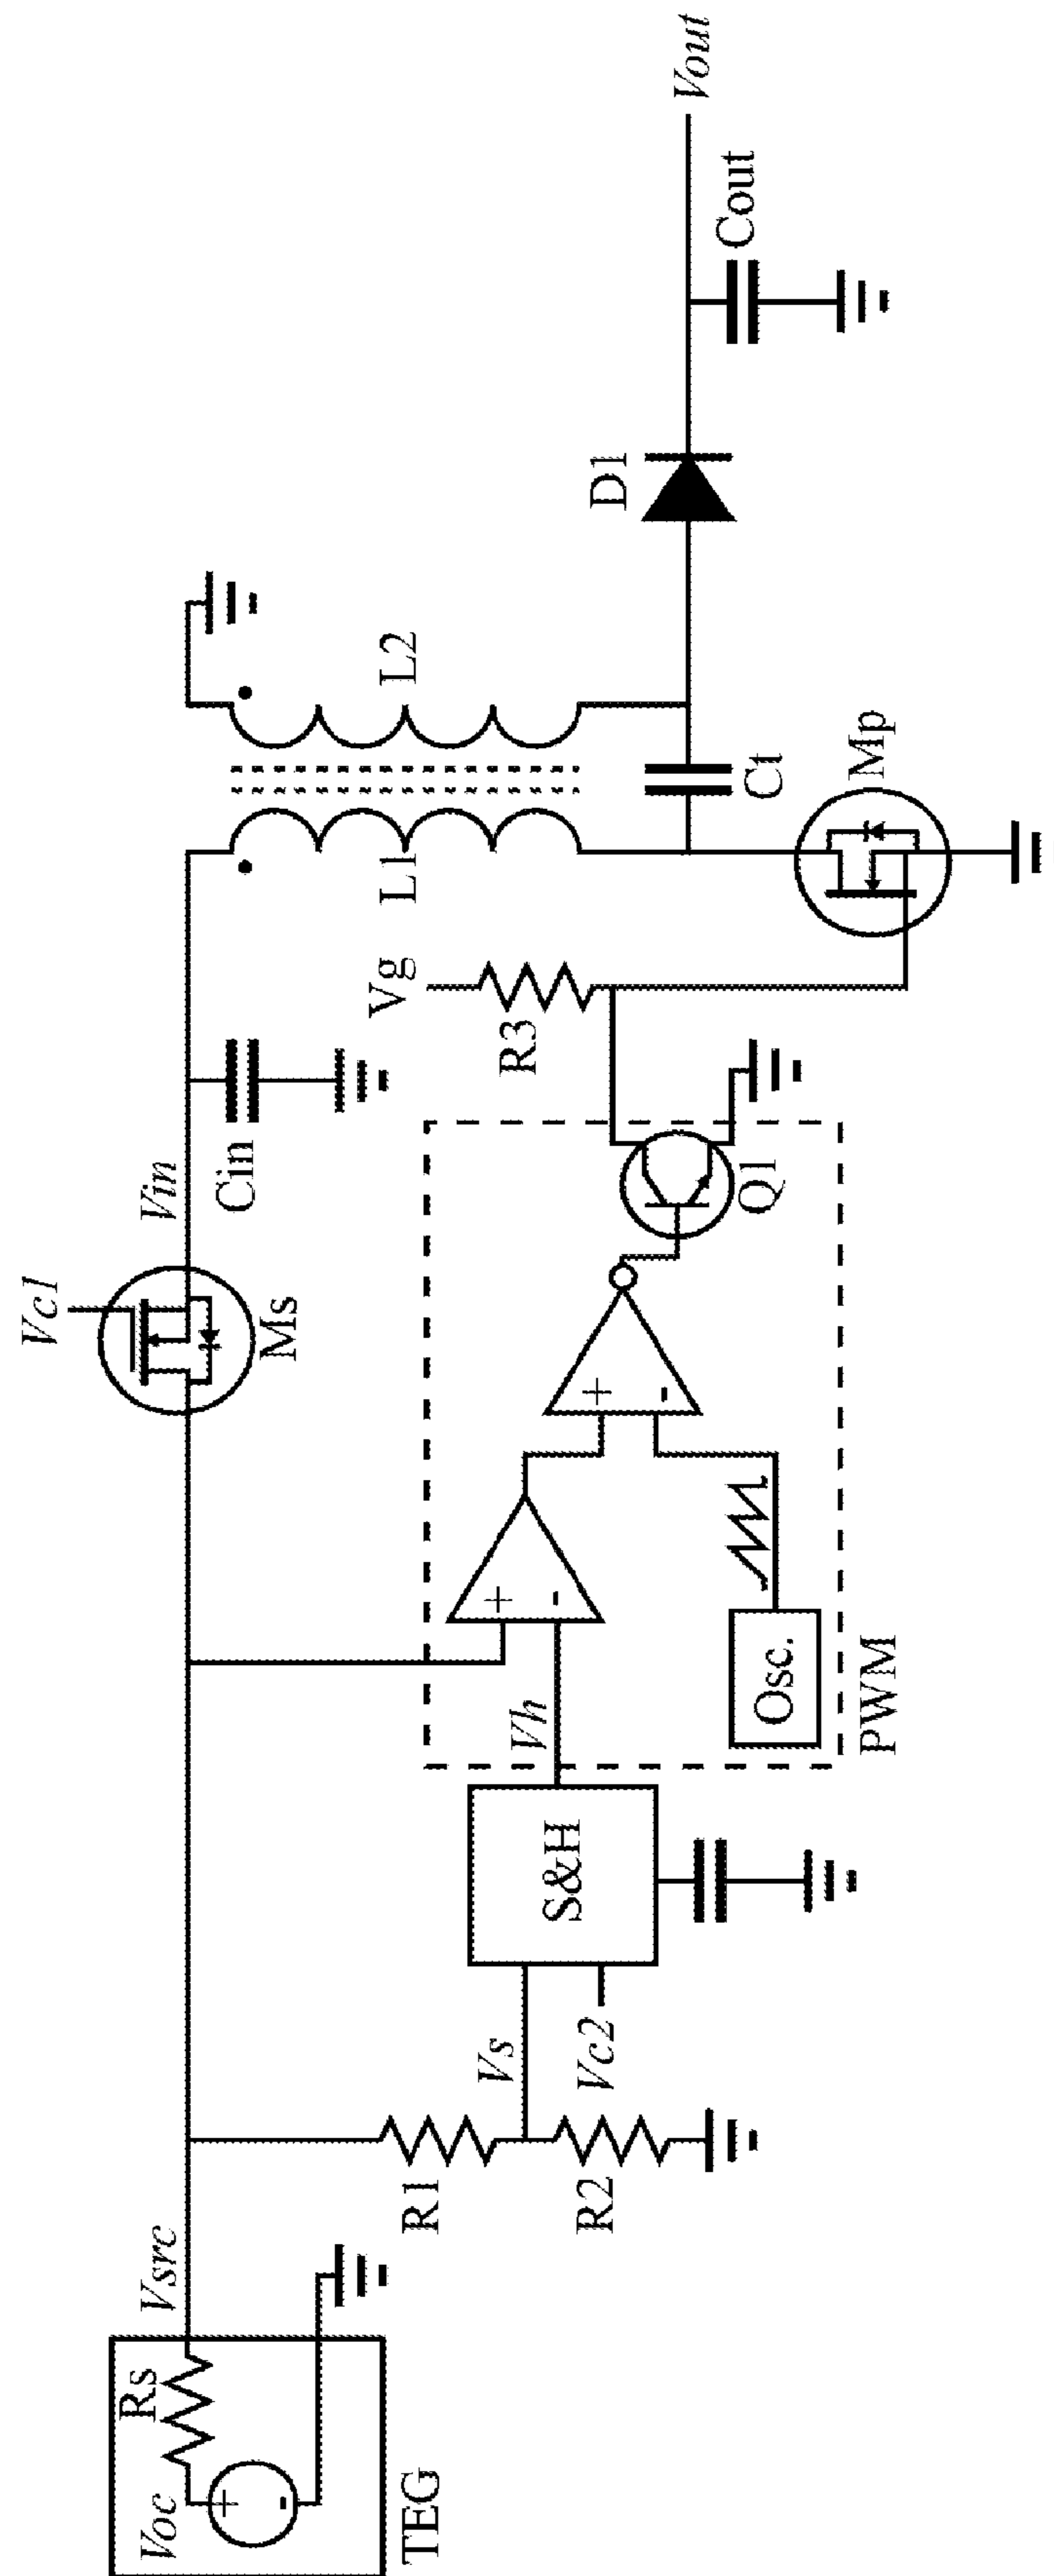 Voc
Rs
TEG
Vsrc
R1
R2
Vs
Vc2
S&H
Vh
+
-
Osc.
PWM
+
-
Vc1
Ms
Vin
Cin
Q1
R3
Vg
L1
L2
Ct
Mp
D1
Cout
Vout
+
-